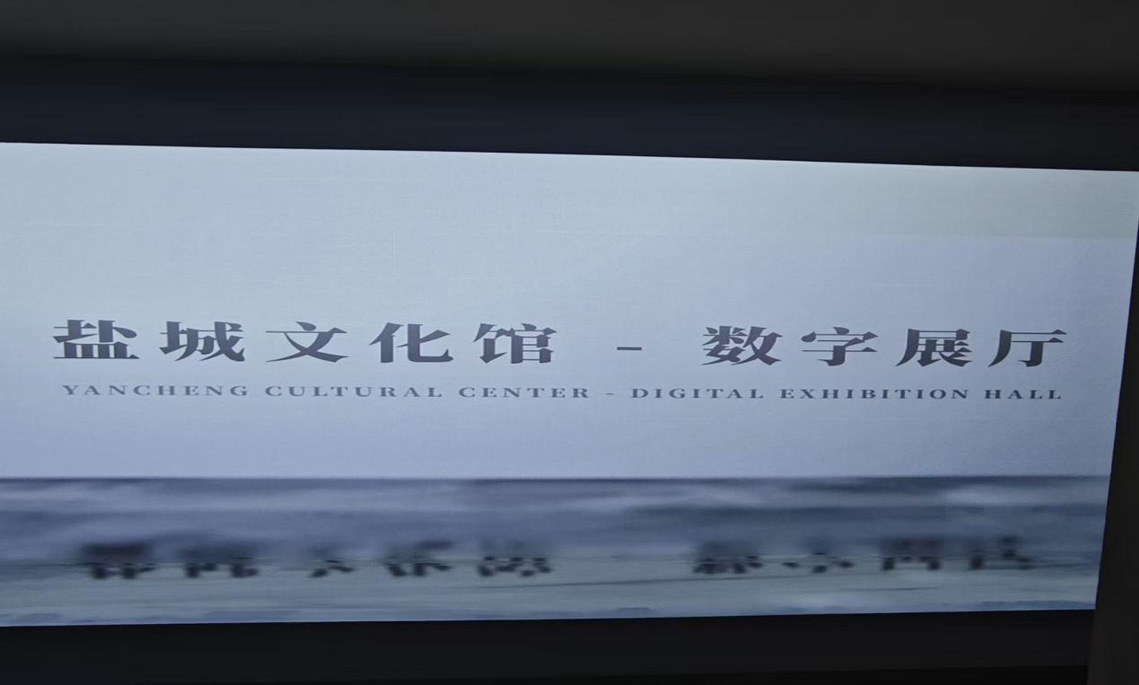 盐城文化馆 - 数字展厅
YANCHENG CULTURAL CENTER - DIGITAL EXHIBITION HALL